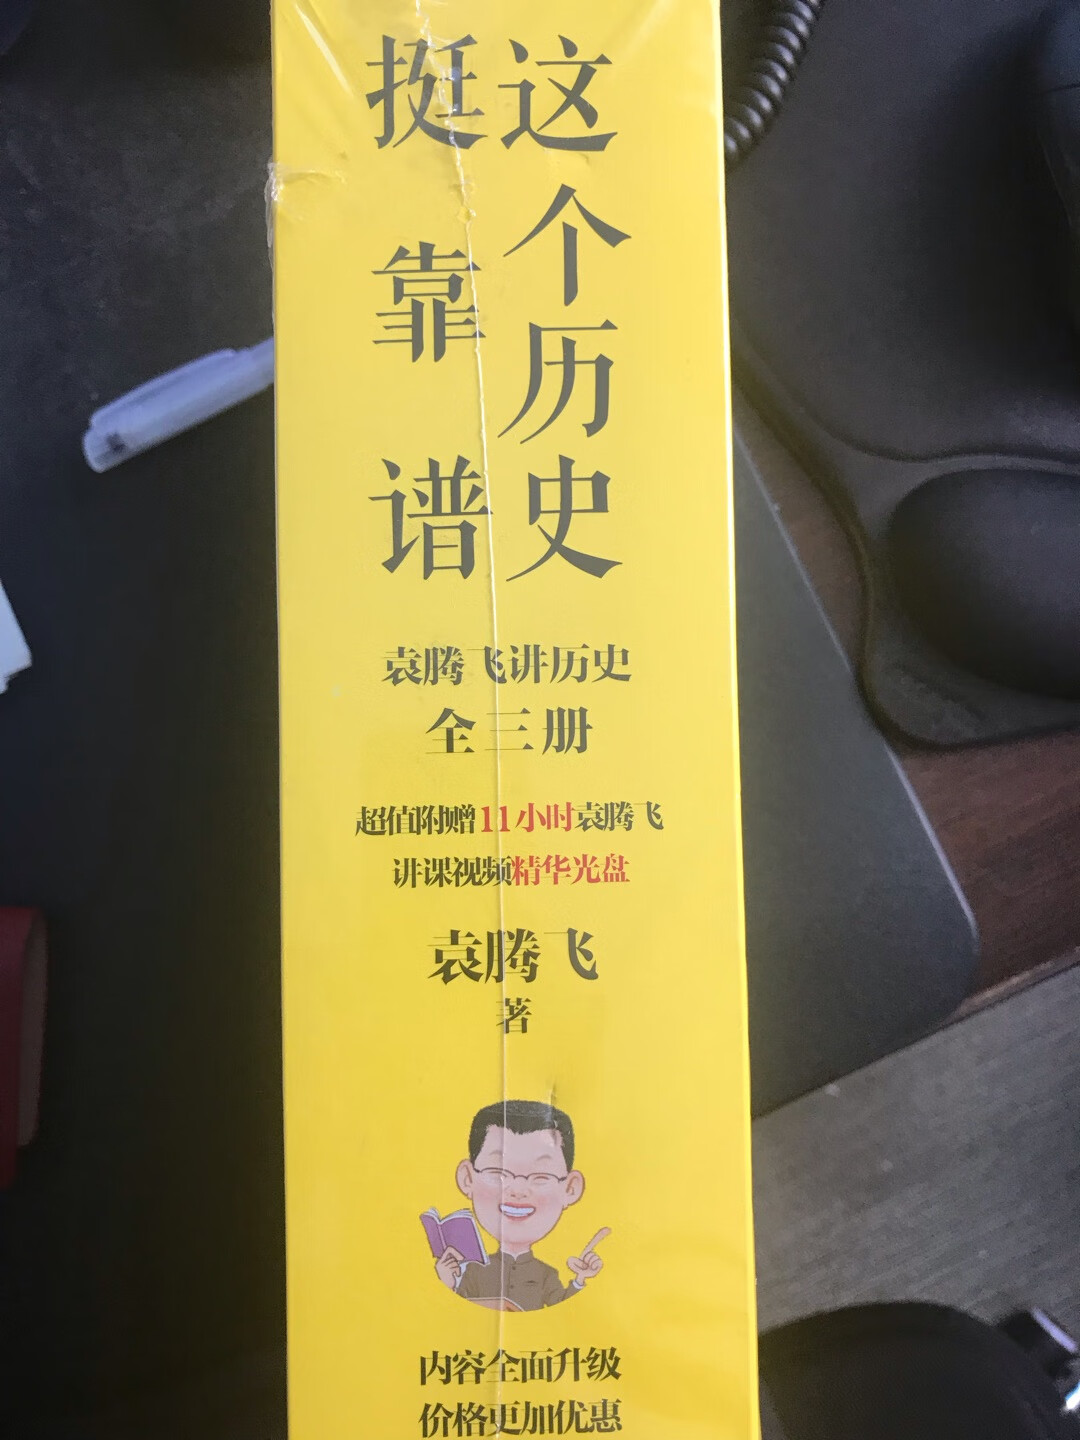 这个历史
挺靠谱
袁腾飞讲历史
全三册
超值附赠11小时袁腾飞
讲课视频精华光盘
袁腾飞
著
内容全面升级
价格更加优惠